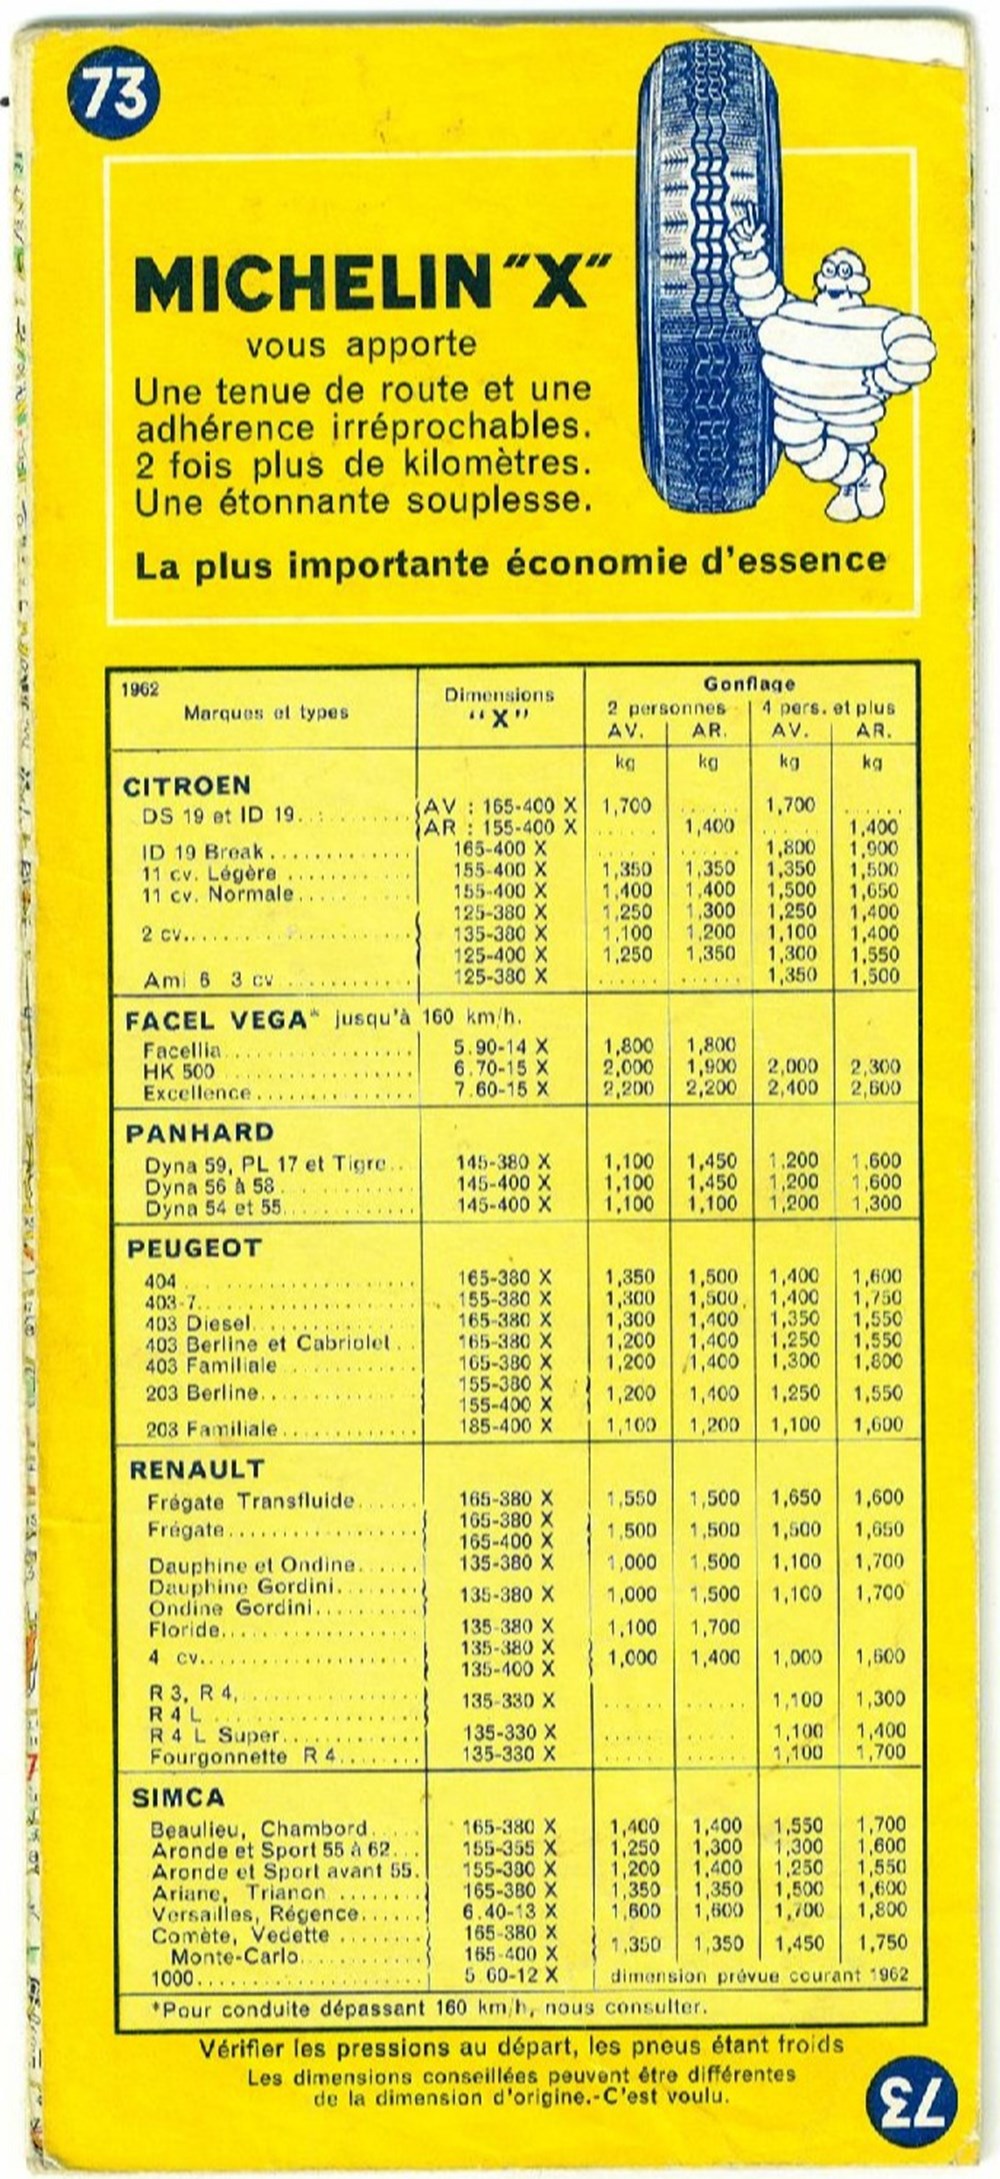 73
MICHELIN "X"
vous apporte
Une tenue de route et une
adhérence irréprochables.
2 fois plus de kilomètres.
Une étonnante souplesse.
La plus importante économie d'essence
1962 Marques et types Dimensions "X" Gonflage
2 personnes 4 pers. et plus
AV. AR. AV. AR.
kg kg kg kg
CITROEN
DS 19 et ID 19 AV : 165-400 X 1,700 ...... 1,700 ......
AR : 155-400 X ...... 1,400 ...... 1,400
ID 19 Break 165-400 X ...... ...... 1,800 1,900
11 cv. Légère 155-400 X 1,350 1,350 1,350 1,500
11 cv. Normale 155-400 X 1,400 1,400 1,500 1,650
125-380 X 1,250 1,300 1,250 1,400
2 cv. 135-380 X 1,100 1,200 1,100 1,400
125-400 X 1,250 1,350 1,300 1,550
Ami 6 3 cv 125-380 X ...... ...... 1,350 1,500
FACEL VEGA* jusqu'à 160 km/h.
Facellia 5.90-14 X 1,800 1,800
HK 500 6.70-15 X 2,000 1,900 2,000 2,300
Excellence 7.60-15 X 2,200 2,200 2,400 2,600
PANHARD
Dyna 59, PL 17 et Tigre 145-380 X 1,100 1,450 1,200 1,600
Dyna 56 à 58 145-400 X 1,100 1,450 1,200 1,600
Dyna 54 et 55 145-400 X 1,100 1,100 1,200 1,300
PEUGEOT
404 165-380 X 1,350 1,500 1,400 1,600
403-7 155-380 X 1,300 1,500 1,400 1,750
403 Diesel 165-380 X 1,300 1,400 1,350 1,550
403 Berline et Cabriolet 165-380 X 1,200 1,400 1,250 1,550
403 Familiale 165-380 X 1,200 1,400 1,300 1,800
155-380 X
203 Berline 1,200 1,400 1,250 1,550
155-400 X
203 Familiale 185-400 X 1,100 1,200 1,100 1,600
RENAULT
Frégate Transfluide 165-380 X 1,550 1,500 1,650 1,600
165-380 X
Frégate 1,500 1,500 1,500 1,650
165-400 X
Dauphine et Ondine 135-380 X 1,000 1,500 1,100 1,700
Dauphine Gordini
135-380 X 1,000 1,500 1,100 1,700
Ondine Gordini
Floride 135-380 X 1,100 1,700
135-380 X
4 cv. 1,000 1,400 1,000 1,600
135-400 X
R 3, R 4,
135-330 X ...... ...... 1,100 1,300
R 4 L
R 4 L Super 135-330 X ...... ...... 1,100 1,400
Fourgonnette R 4 135-330 X ...... ...... 1,100 1,700
SIMCA
Beaulieu, Chambord 165-380 X 1,400 1,400 1,550 1,700
Aronde et Sport 55 à 62 155-355 X 1,250 1,300 1,300 1,600
Aronde et Sport avant 55. 155-380 X 1,200 1,400 1,250 1,550
Ariane, Trianon 165-380 X 1,350 1,350 1,500 1,600
Versailles, Régence 6.40-13 X 1,600 1,600 1,700 1,800
Comète, Vedette 165-380 X
1,350 1,350 1,450 1,750
Monte-Carlo 165-400 X
1000 5.60-12 X dimension prévue courant 1962
*Pour conduite dépassant 160 km/h, nous consulter.
Vérifier les pressions au départ, les pneus étant froids
Les dimensions conseillées peuvent être différentes
de la dimension d'origine.-C'est voulu.
73